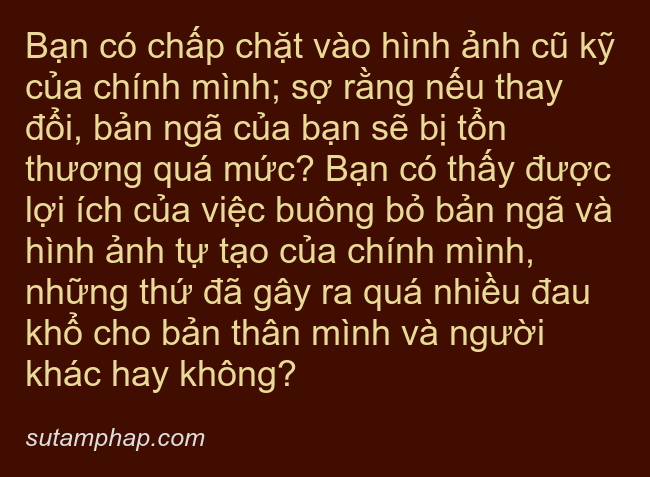 Bạn có chấp chặt vào hình ảnh cũ kỹ
của chính mình; sợ rằng nếu thay
đổi, bản ngã của bạn sẽ bị tổn
thương quá mức? Bạn có thấy được
lợi ích của việc buông bỏ bản ngã và
hình ảnh tự tạo của chính mình,
những thứ đã gây ra quá nhiều đau
khổ cho bản thân mình và người
khác hay không?
sutamphap.com